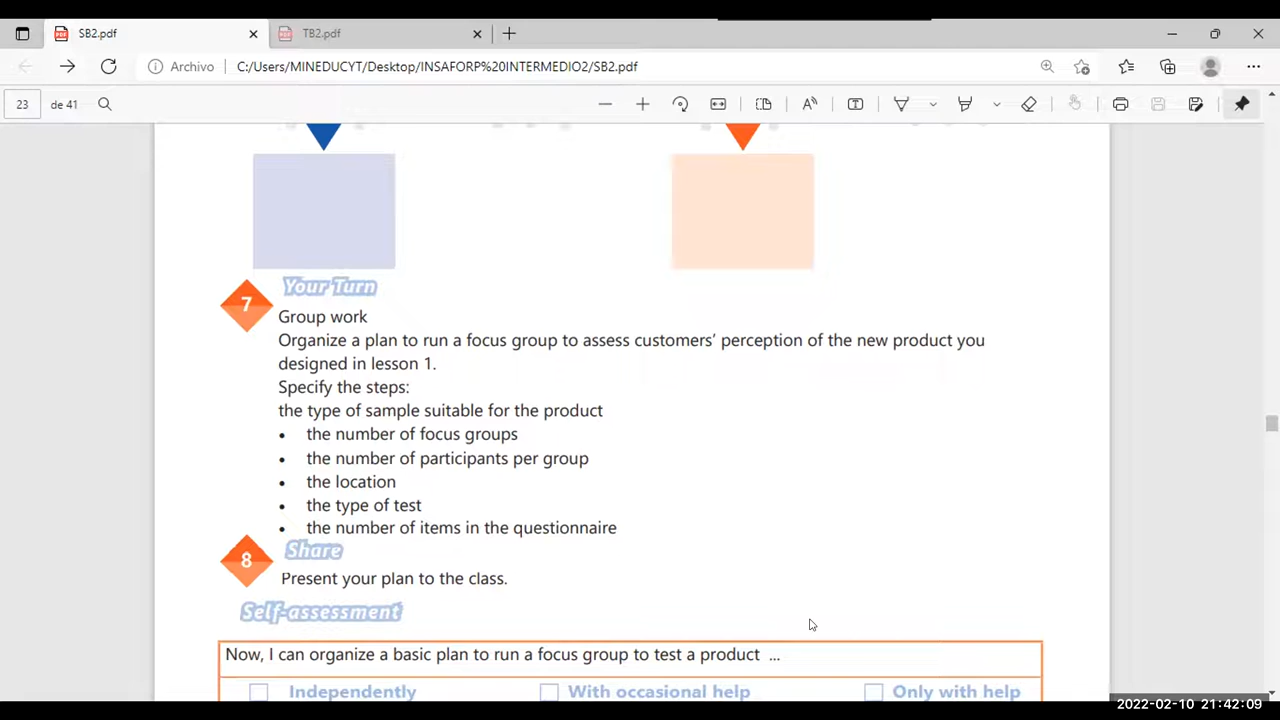 SB2.pdf
TB2.pdf
Archivo C:/Users/MINEDUCYT/Desktop/INSAFORP%20INTERMEDIO2/SB2.pdf
23 de 41
7 Your Turn
Group work
Organize a plan to run a focus group to assess customers’ perception of the new product you
designed in lesson 1.
Specify the steps:
the type of sample suitable for the product
• the number of focus groups
• the number of participants per group
• the location
• the type of test
• the number of items in the questionnaire
8 Share
Present your plan to the class.
Self-assessment
Now, I can organize a basic plan to run a focus group to test a product ...
Independently With occasional help Only with help
2022-02-10 21:42:09